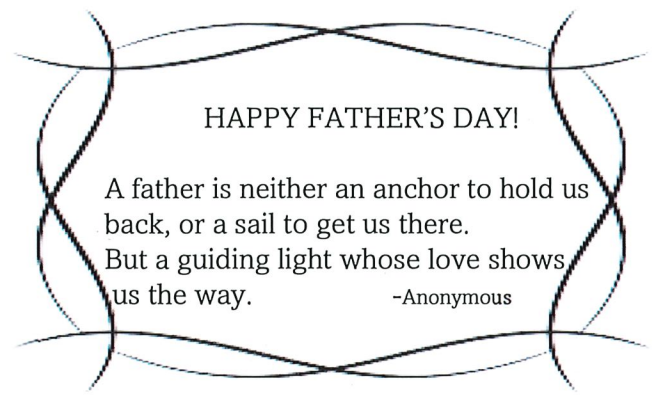 HAPPY FATHER’S DAY!
A father is neither an anchor to hold us
back, or a sail to get us there.
But a guiding light whose love shows
us the way. -Anonymous